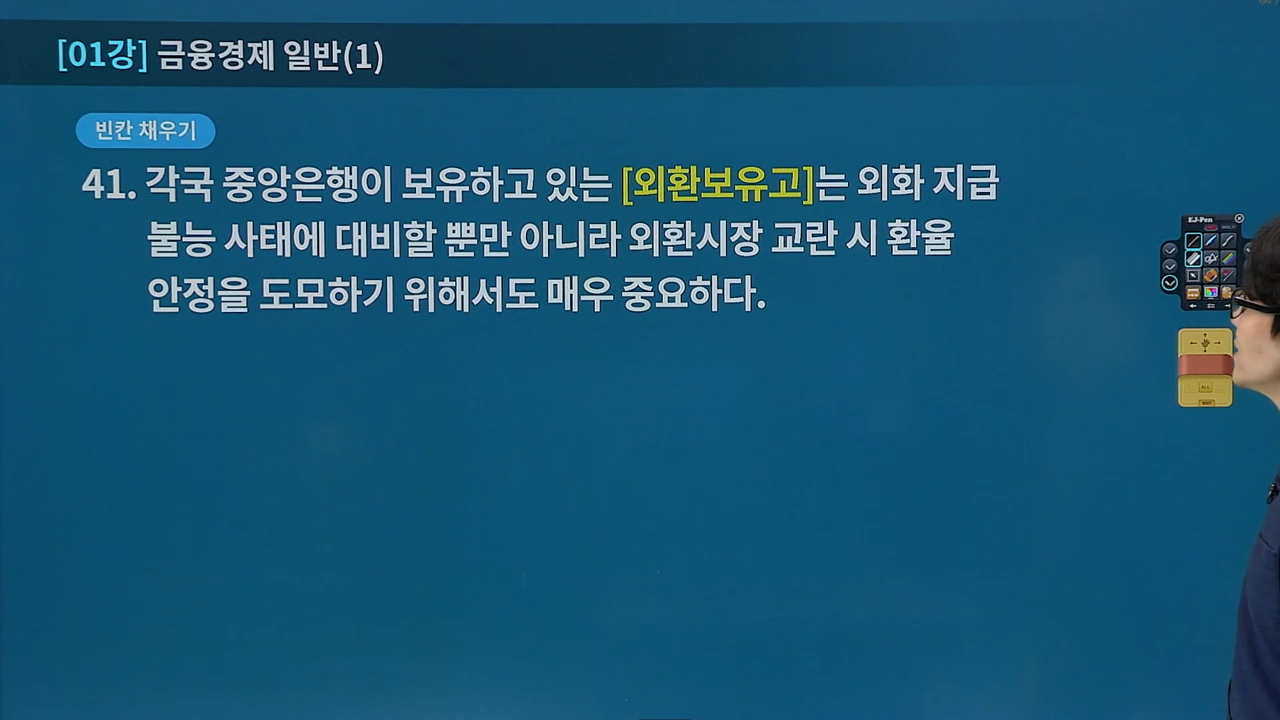 [01강] 금융경제 일반(1)
빈칸 채우기
41. 각국 중앙은행이 보유하고 있는 [외환보유고]는 외화 지급
불능 사태에 대비할 뿐만 아니라 외환시장 교란 시 환율
안정을 도모하기 위해서도 매우 중요하다.
EJ-Pen
ALL